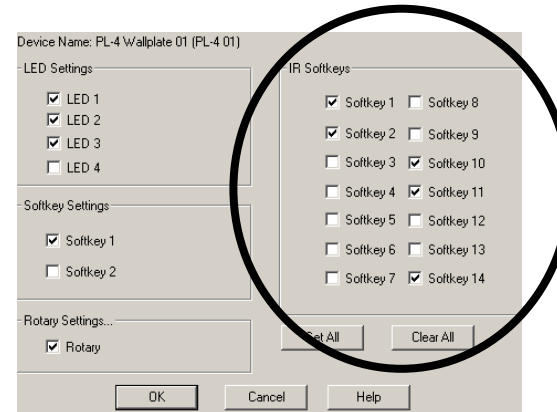 Device Name: PL-4 Wallplate 01 (PL-4 01)
LED Settings
LED 1
LED 2
LED 3
LED 4
Softkey Settings
Softkey 1
Softkey 2
Rotary Settings...
Rotary
IR Softkeys
Softkey 1 Softkey 8
Softkey 2 Softkey 9
Softkey 3 Softkey 10
Softkey 4 Softkey 11
Softkey 5 Softkey 12
Softkey 6 Softkey 13
Softkey 7 Softkey 14
Set All Clear All
OK Cancel Help